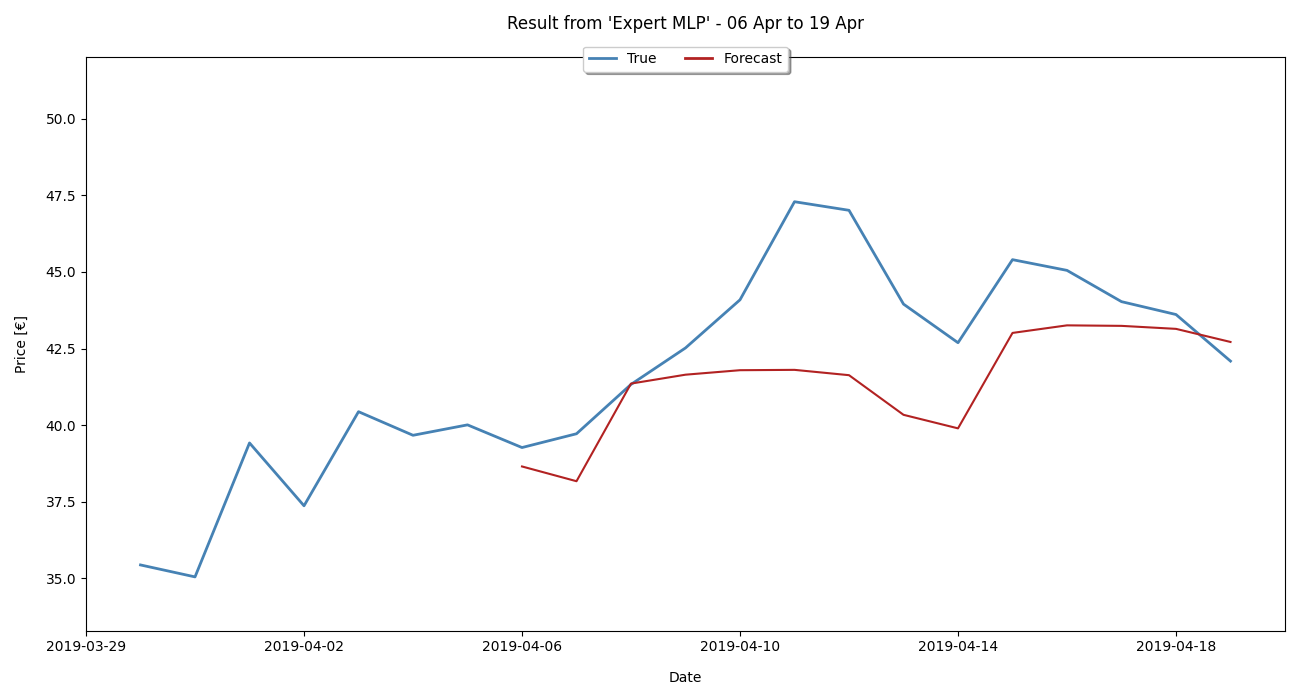 Result from 'Expert MLP' - 06 Apr to 19 Apr
True Forecast
50.0
47.5
45.0
42.5
40.0
37.5
35.0
Price [€]
2019-03-29 2019-04-02 2019-04-06 2019-04-10 2019-04-14 2019-04-18
Date